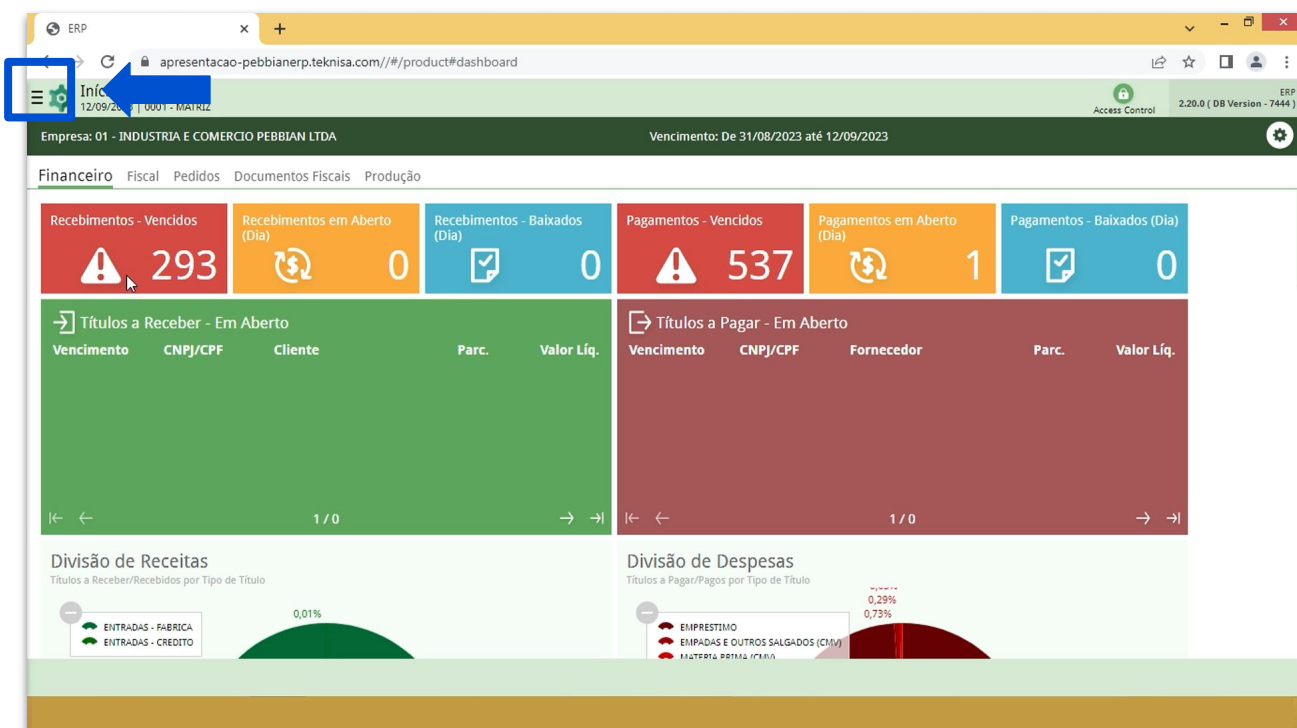 ERP
apresentacao-pebbianerp.teknisa.com//#/product#dashboard
0001 - MATRIZ
Access Control
ERP
2.20.0 ( DB Version - 7444 )
Empresa: 01 - INDUSTRIA E COMERCIO PEBBIAN LTDA
Vencimento: De 31/08/2023 até 12/09/2023
Financeiro Fiscal Pedidos Documentos Fiscais Produção
Recebimentos - Vencidos
293
Recebimentos em Aberto
(Dia)
0
Recebimentos - Baixados
(Dia)
0
Pagamentos - Vencidos
537
Pagamentos em Aberto
(Dia)
1
Pagamentos - Baixados (Dia)
0
Títulos a Receber - Em Aberto
Vencimento CNPJ/CPF Cliente Parc. Valor Líq.
1 / 0
Títulos a Pagar - Em Aberto
Vencimento CNPJ/CPF Fornecedor Parc. Valor Líq.
1 / 0
Divisão de Receitas
Títulos a Receber/Recebidos por Tipo de Título
0,01%
ENTRADAS - FABRICA
ENTRADAS - CREDITO
Divisão de Despesas
Títulos a Pagar/Pagos por Tipo de Título
0,29%
0,73%
EMPRESTIMO
EMPADAS E OUTROS SALGADOS (CMV)
MATERIA PRIMA (CMV)